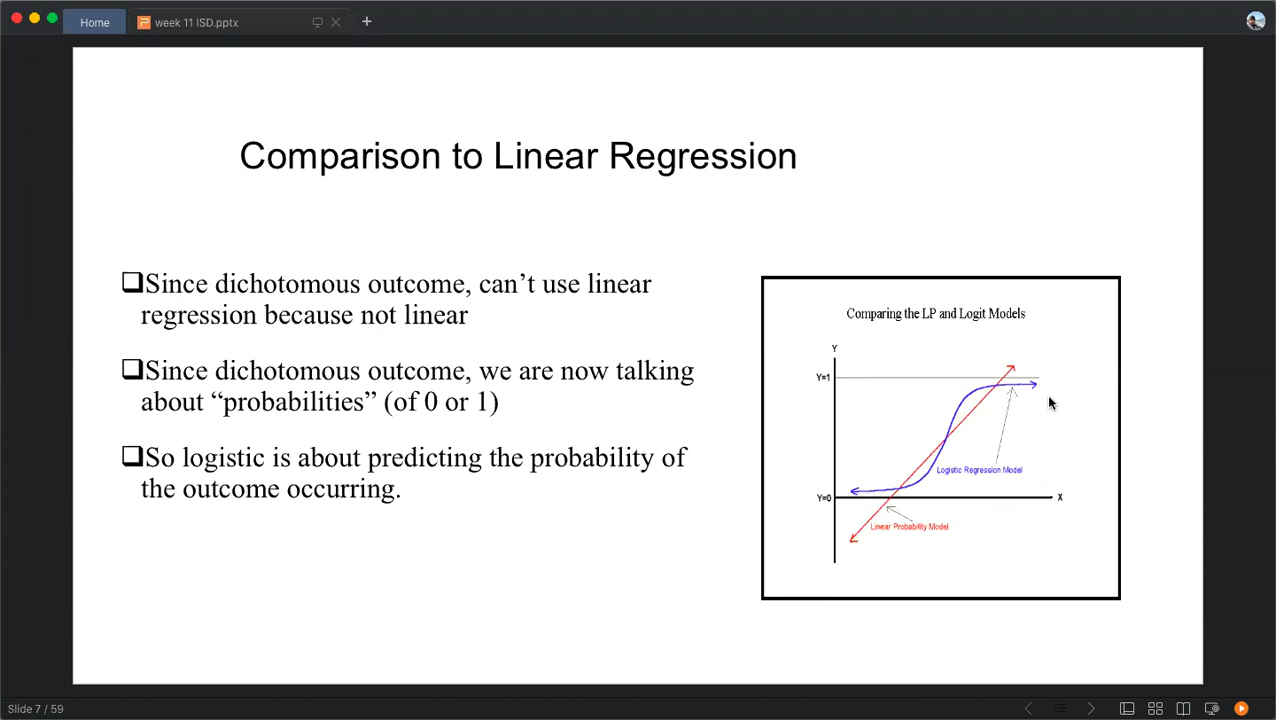 Home
week 11 ISD.pptx
Comparison to Linear Regression
❑Since dichotomous outcome, can’t use linear
regression because not linear
❑Since dichotomous outcome, we are now talking
about “probabilities” (of 0 or 1)
❑So logistic is about predicting the probability of
the outcome occurring.
Comparing the LP and Logit Models
Y
Y=1
Logistic Regression Model
Y=0
X
Linear Probability Model
Slide 7 / 59